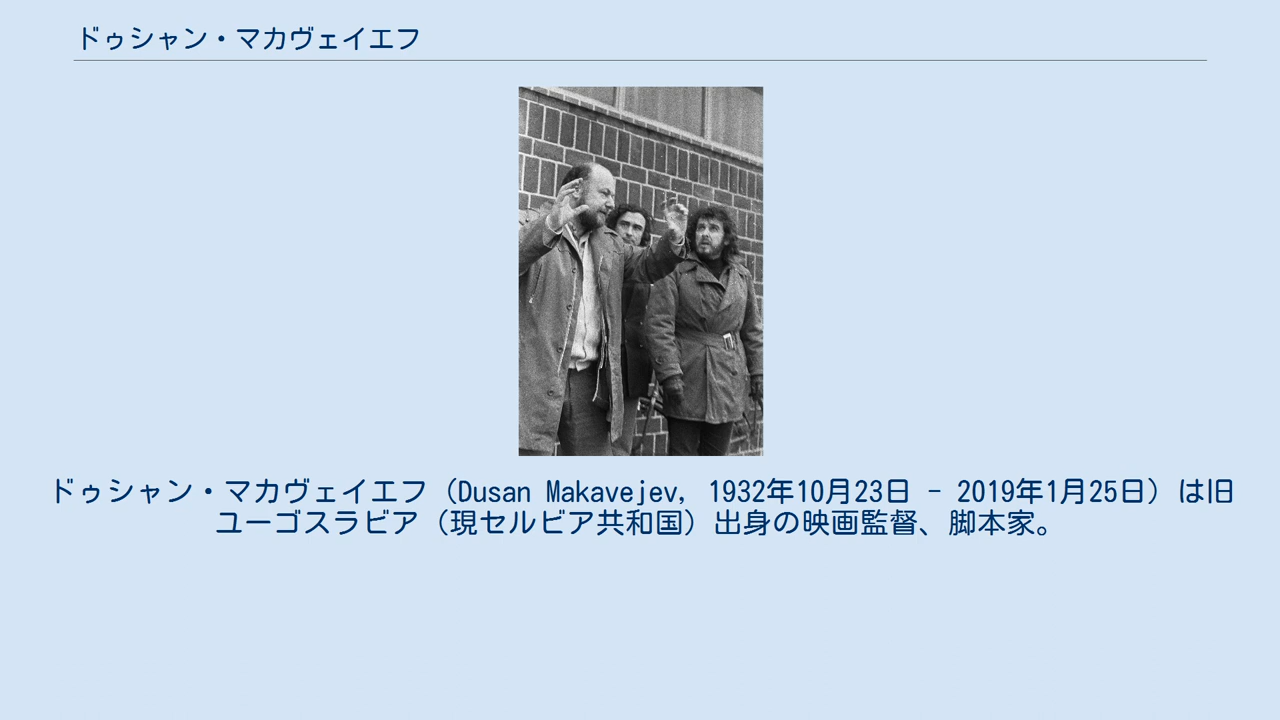 ドゥシャン・マカヴェイエフ
ドゥシャン・マカヴェイエフ（Dusan Makavejev, 1932年10月23日 - 2019年1月25日）は旧
ユーゴスラビア（現セルビア共和国）出身の映画監督、脚本家。